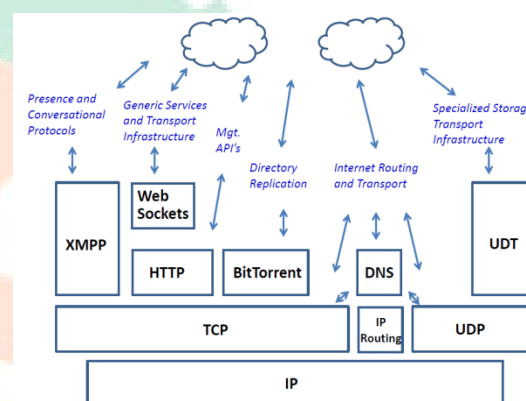 Presence and
Conversational
Protocols
Generic Services
and Transport
Infrastructure
Mgt.
API's
Directory
Replication
Internet Routing
and Transport
Specialized Storag
Transport
Infrastructure
XMPP
Web
Sockets
HTTP
BitTorrent
DNS
UDT
TCP
IP
Routing
UDP
IP